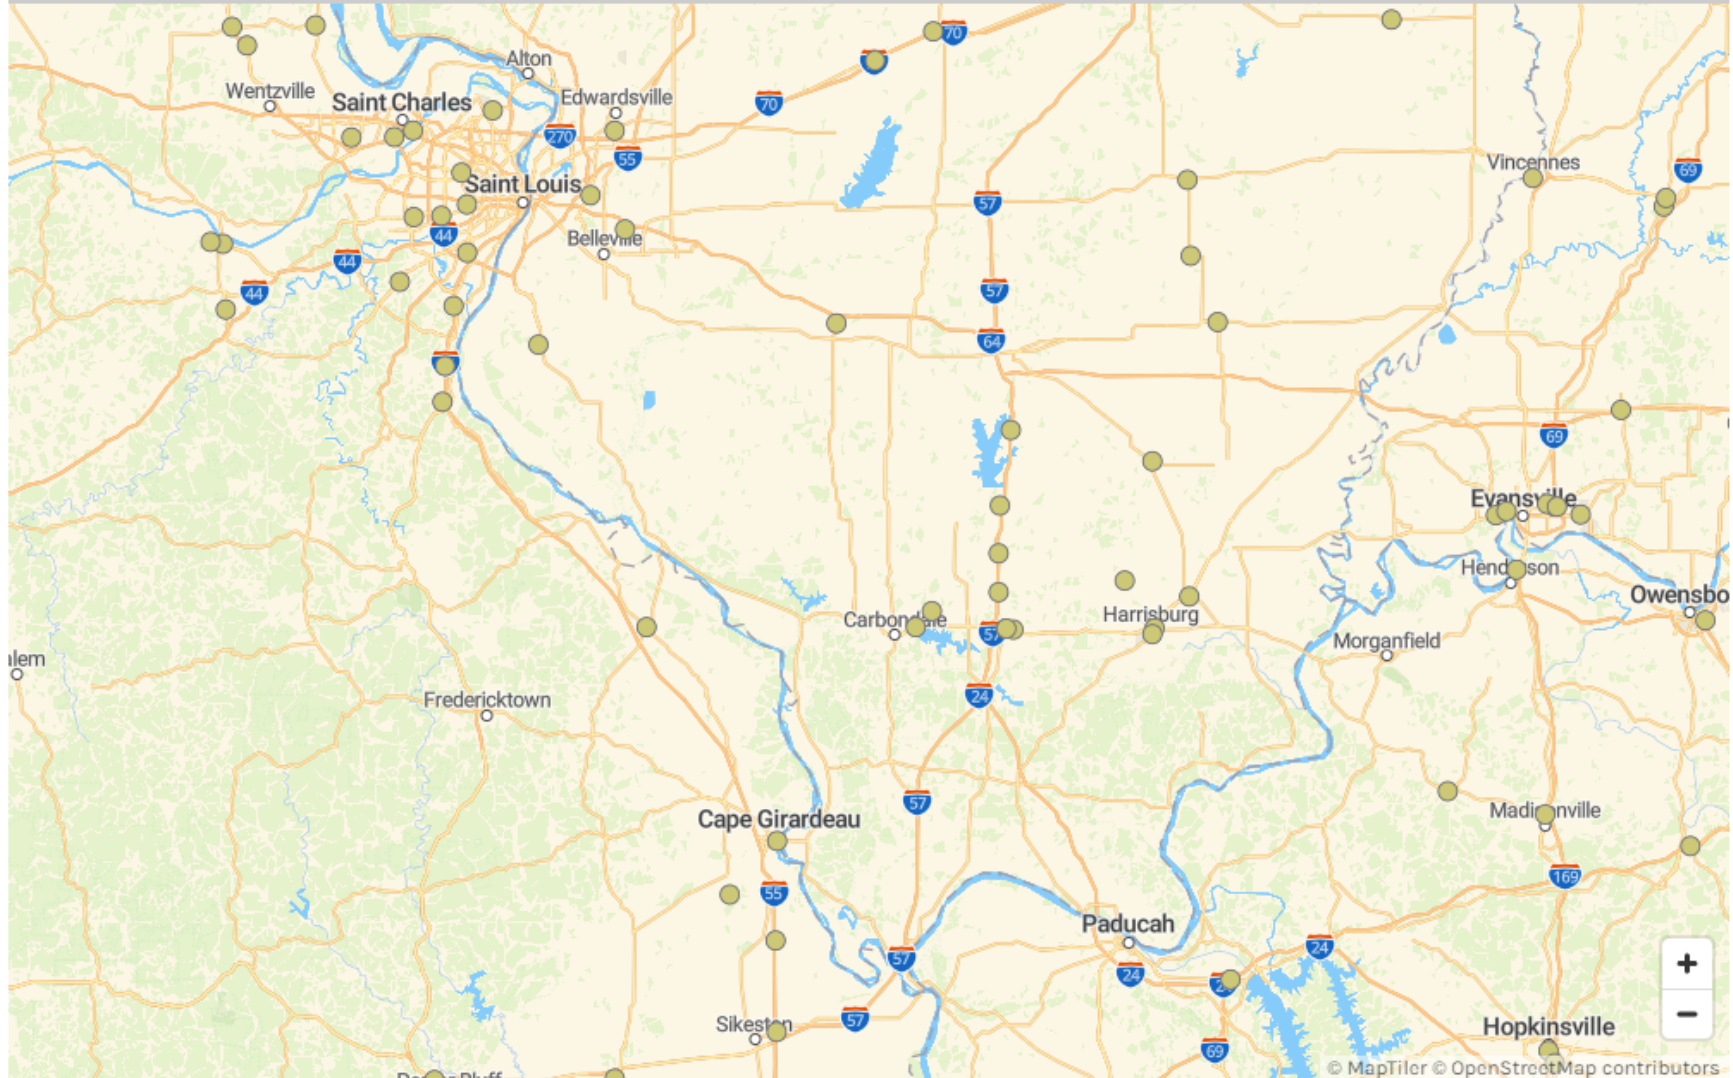 70
Alton
Wentzville
Saint Charles
Edwardsville
70
270
55
Vincennes
69
Saint Louis
57
44
Belleville
44
44
57
64
69
Evansville
Henderson
Owensbo
Carbondale
57
Harrisburg
Morganfield
alem
24
Fredericktown
57
Cape Girardeau
Madisonville
169
55
Paducah
24
57
24
+
−
57
Sikeston
69
Hopkinsville
© MapTiler © OpenStreetMap contributors